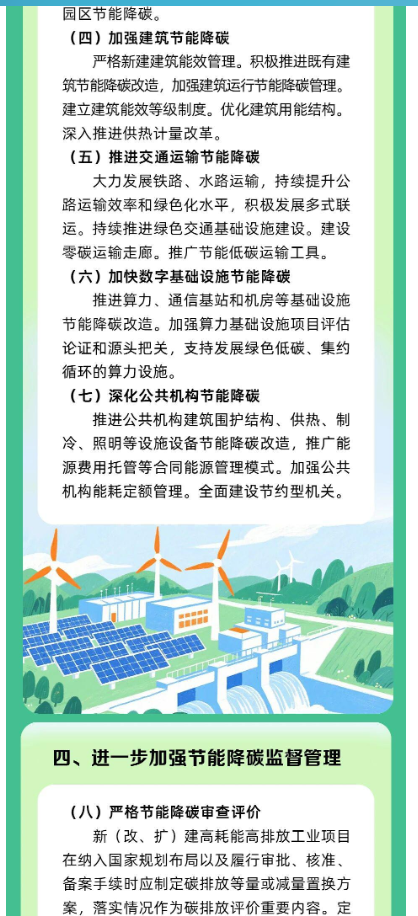 园区节能降碳。
（四）加强建筑节能降碳
严格新建建筑能效管理。积极推进既有建
筑节能降碳改造，加强建筑运行节能降碳管理。
建立建筑能效等级制度。优化建筑用能结构。
深入推进供热计量改革。
（五）推进交通运输节能降碳
大力发展铁路、水路运输，持续提升公
路运输效率和绿色化水平，积极发展多式联
运。持续推进绿色交通基础设施建设。建设
零碳运输走廊。推广节能低碳运输工具。
（六）加快数字基础设施节能降碳
推进算力、通信基站和机房等基础设施
节能降碳改造。加强算力基础设施项目评估
论证和源头把关，支持发展绿色低碳、集约
循环的算力设施。
（七）深化公共机构节能降碳
推进公共机构建筑围护结构、供热、制
冷、照明等设施设备节能降碳改造，推广能
源费用托管等合同能源管理模式。加强公共
机构能耗定额管理。全面建设节约型机关。
四、进一步加强节能降碳监督管理
（八）严格节能降碳审查评价
新（改、扩）建高耗能高排放工业项目
在纳入国家规划布局以及履行审批、核准、
备案手续时应制定碳排放等量或减量置换方
案，落实情况作为碳排放评价重要内容。定